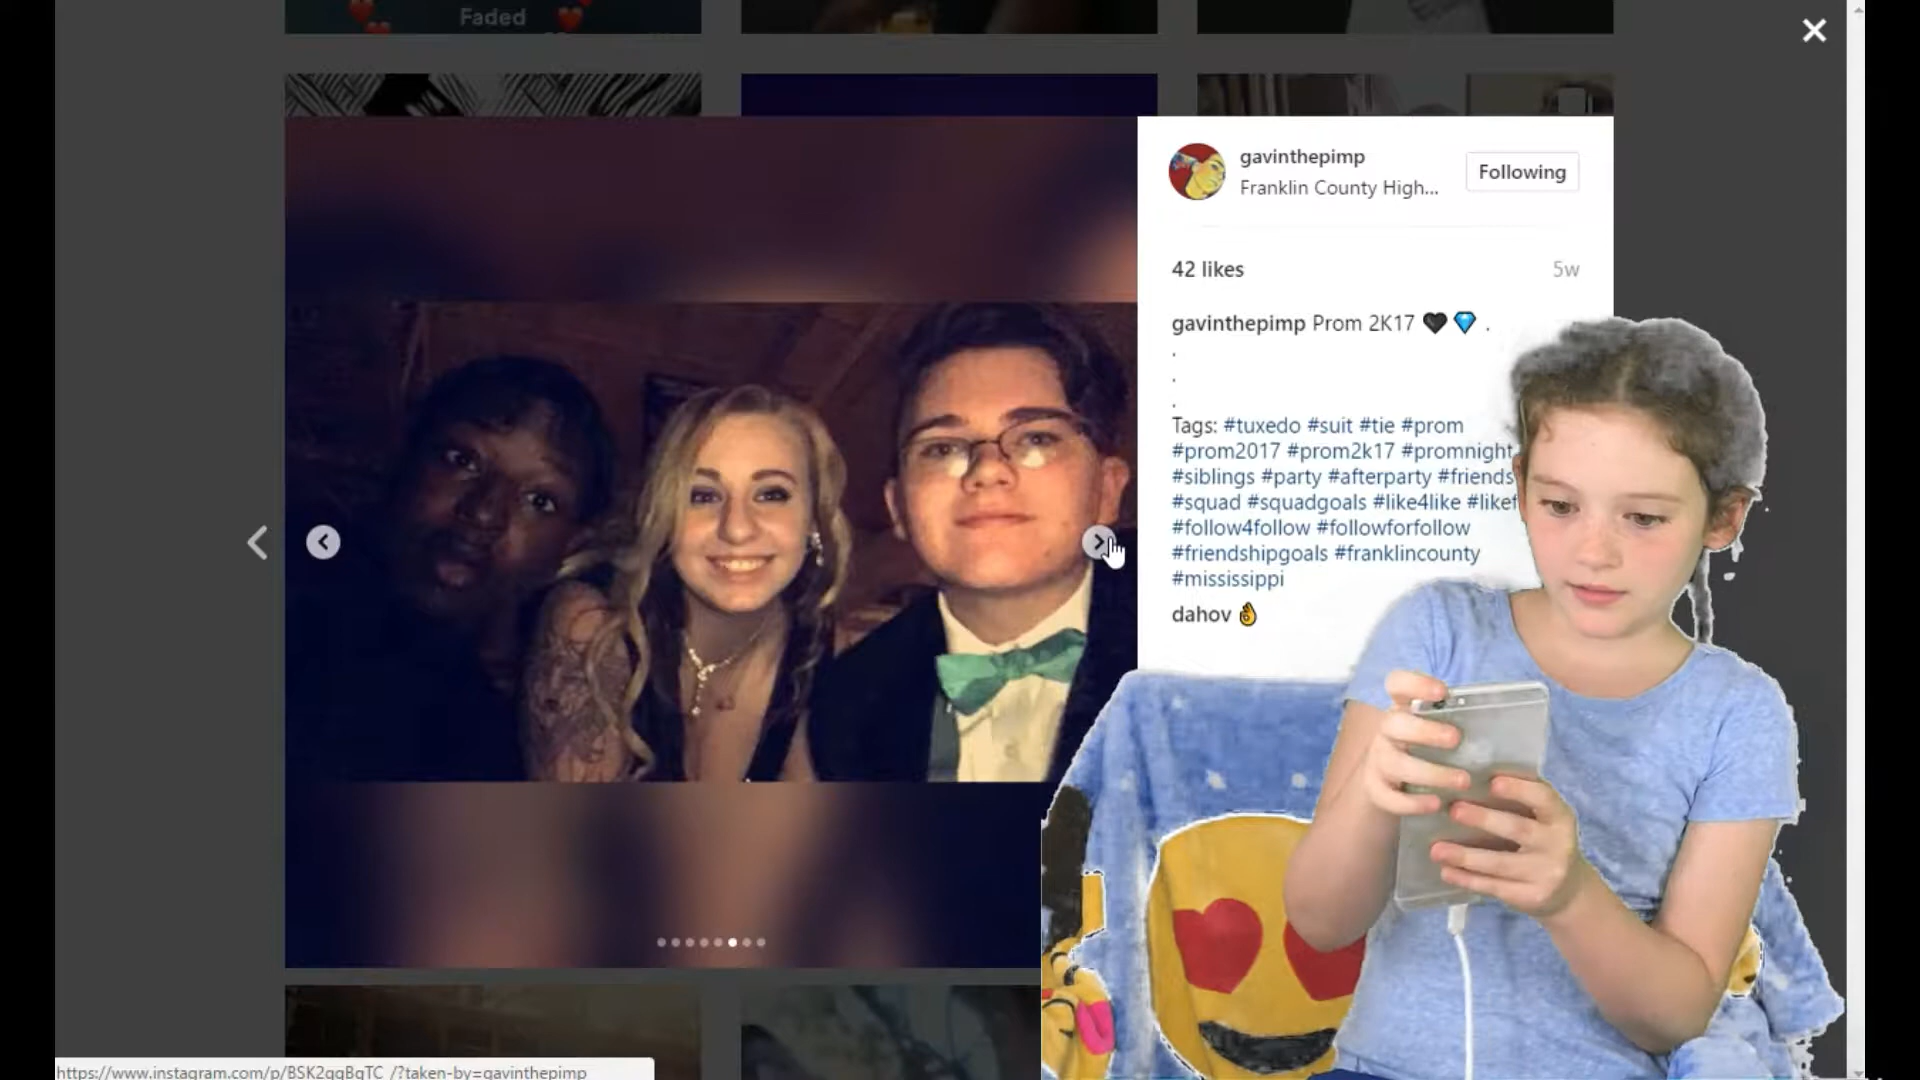 Faded
gavinthepimp
Franklin County High...
Following
42 likes
5w
gavinthepimp Prom 2K17 🖤 💎 .
.
.
.
Tags: #tuxedo #suit #tie #prom
#prom2017 #prom2k17 #promnight
#siblings #party #afterparty #friends
#squad #squadgoals #like4like #likef
#follow4follow #followforfollow
#friendshipgoals #franklincounty
#mississippi
dahov 👌
https://www.instagram.com/p/BSK2gqBgTC_/?taken-by=gavinthepimp